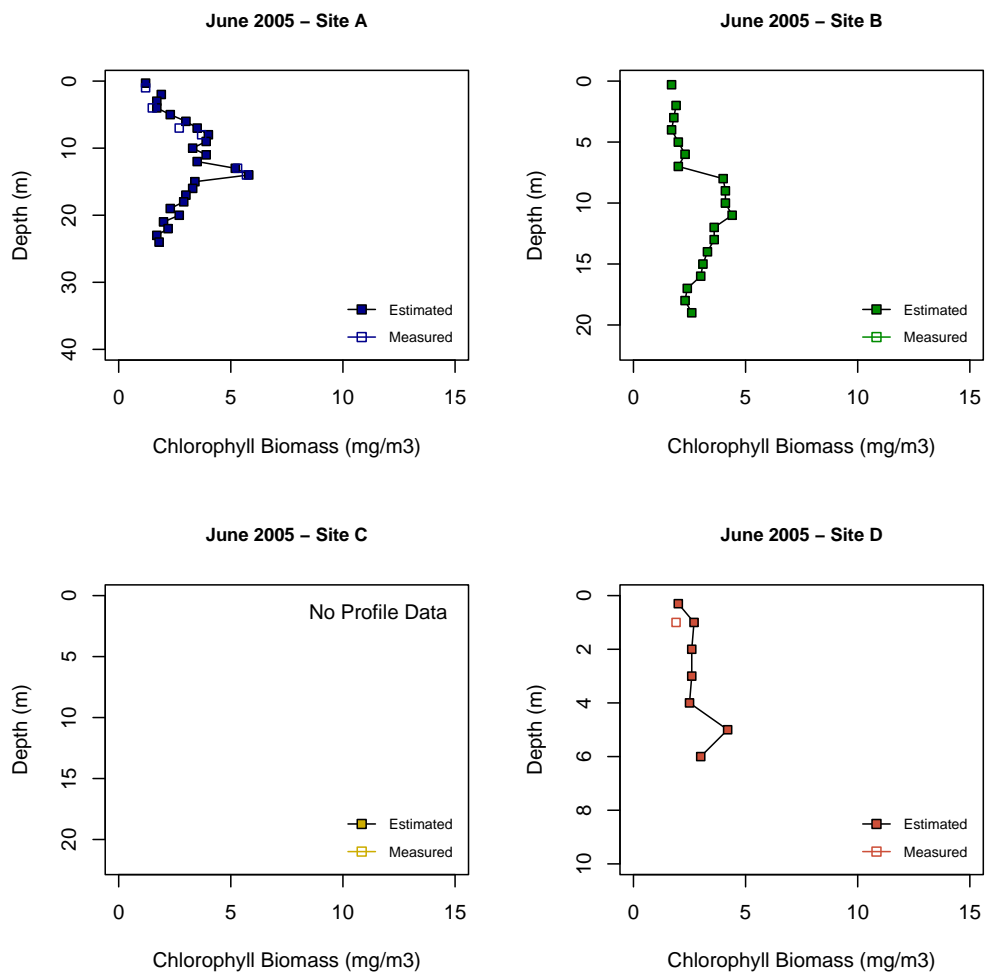 June 2005 – Site A
0
10
20
30
40
Depth (m)
Estimated
Measured
0 5 10 15
Chlorophyll Biomass (mg/m3)
June 2005 – Site B
0
5
10
15
20
Depth (m)
Estimated
Measured
0 5 10 15
Chlorophyll Biomass (mg/m3)
June 2005 – Site C
No Profile Data
0
5
10
15
20
Depth (m)
Estimated
Measured
0 5 10 15
Chlorophyll Biomass (mg/m3)
June 2005 – Site D
0
2
4
6
8
10
Depth (m)
Estimated
Measured
0 5 10 15
Chlorophyll Biomass (mg/m3)